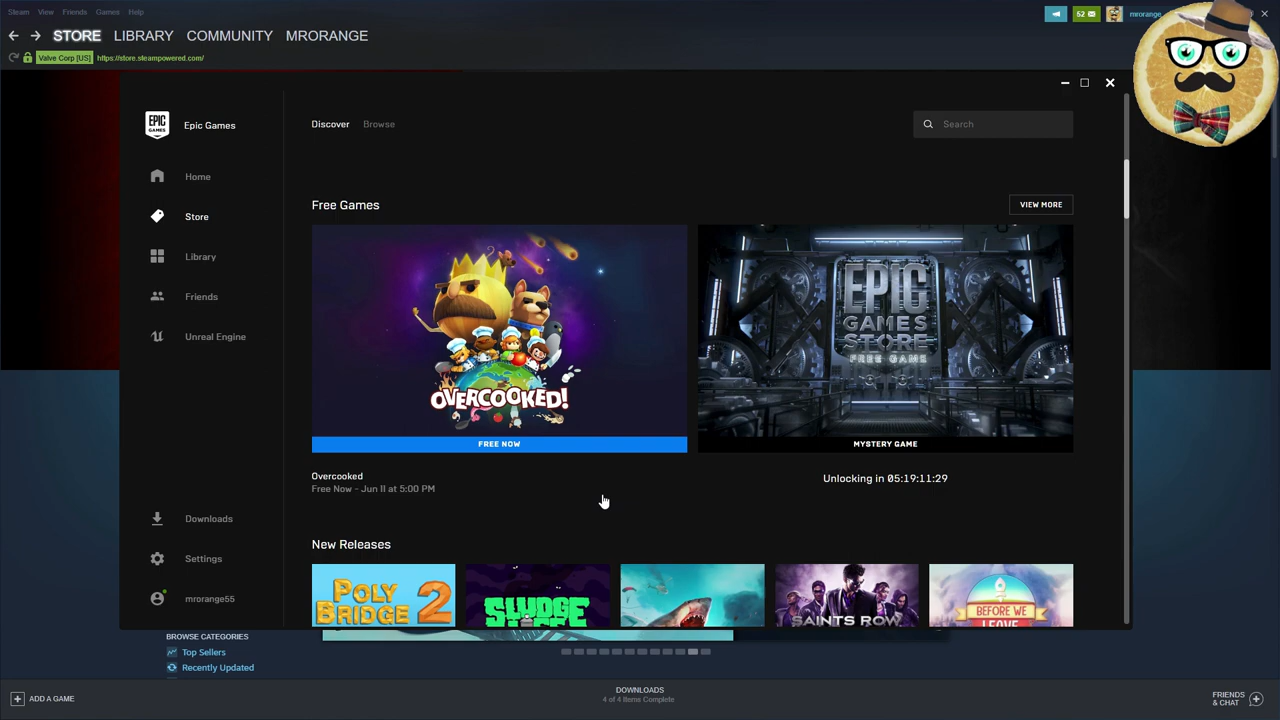 Steam View Friends Games Help
52
mrorange
STORE LIBRARY COMMUNITY MRORANGE
Valve Corp [US] https://store.steampowered.com/
EPIC GAMES
Epic Games
Discover Browse
Search
Home
Store
Library
Friends
Unreal Engine
Free Games
VIEW MORE
OVERCOOKED!
EPIC
GAMES
STORE
FREE GAME
FREE NOW
MYSTERY GAME
Overcooked
Free Now - Jun 11 at 5:00 PM
Unlocking in 05:19:11:29
Downloads
Settings
mrorange55
New Releases
POLY
BRIDGE 2
SLUDGE
SAINTS ROW
BEFORE WE
LEAVE
BROWSE CATEGORIES
Top Sellers
Recently Updated
ADD A GAME
DOWNLOADS
4 of 4 Items Complete
FRIENDS
& CHAT